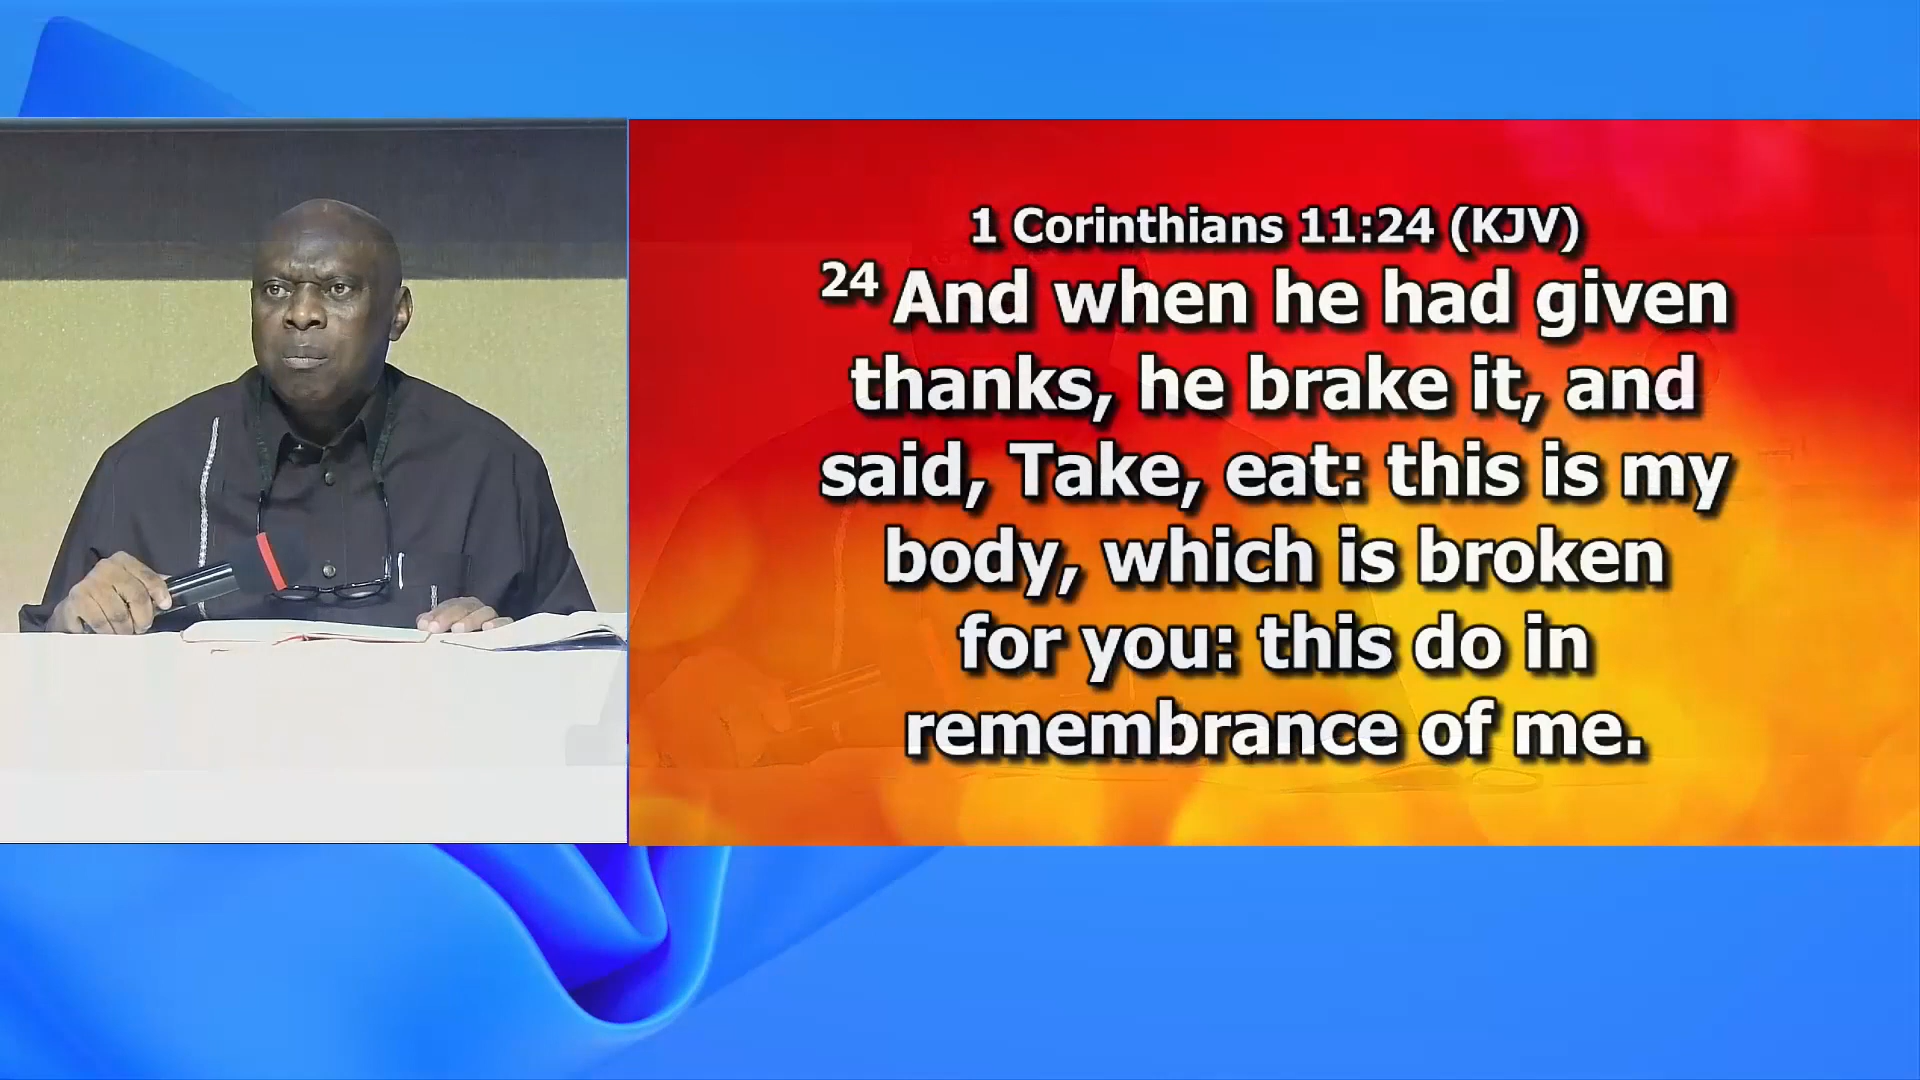 1 Corinthians 11:24 (KJV)
24 And when he had given
thanks, he brake it, and
said, Take, eat: this is my
body, which is broken
for you: this do in
remembrance of me.